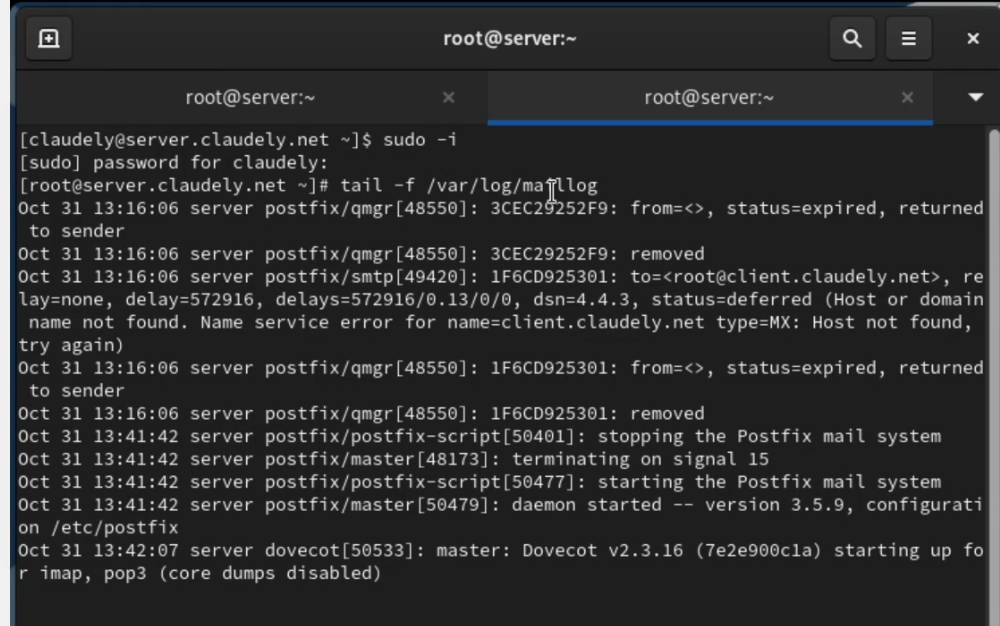 root@server:~
root@server:~
root@server:~
[claudely@server.claudely.net ~]$ sudo -i
[sudo] password for claudely:
[root@server.claudely.net ~]# tail -f /var/log/maillog
Oct 31 13:16:06 server postfix/qmgr[48550]: 3CEC29252F9: from=<>, status=expired, returned
 to sender
Oct 31 13:16:06 server postfix/qmgr[48550]: 3CEC29252F9: removed
Oct 31 13:16:06 server postfix/smtp[49420]: 1F6CD925301: to=<root@client.claudely.net>, re
lay=none, delay=572916, delays=572916/0.13/0/0, dsn=4.4.3, status=deferred (Host or domain
 name not found. Name service error for name=client.claudely.net type=MX: Host not found,
try again)
Oct 31 13:16:06 server postfix/qmgr[48550]: 1F6CD925301: from=<>, status=expired, returned
 to sender
Oct 31 13:16:06 server postfix/qmgr[48550]: 1F6CD925301: removed
Oct 31 13:41:42 server postfix/postfix-script[50401]: stopping the Postfix mail system
Oct 31 13:41:42 server postfix/master[48173]: terminating on signal 15
Oct 31 13:41:42 server postfix/postfix-script[50477]: starting the Postfix mail system
Oct 31 13:41:42 server postfix/master[50479]: daemon started -- version 3.5.9, configurati
on /etc/postfix
Oct 31 13:42:07 server dovecot[50533]: master: Dovecot v2.3.16 (7e2e900c1a) starting up fo
r imap, pop3 (core dumps disabled)